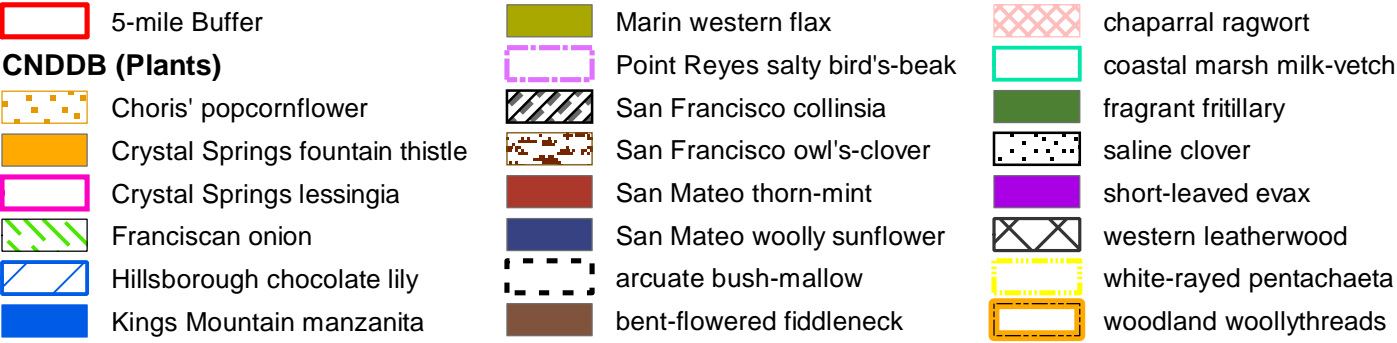 5-mile Buffer
CNDDB (Plants)
Choris' popcornflower
Crystal Springs fountain thistle
Crystal Springs lessingia
Franciscan onion
Hillsborough chocolate lily
Kings Mountain manzanita
Marin western flax
Point Reyes salty bird's-beak
San Francisco collinsia
San Francisco owl's-clover
San Mateo thorn-mint
San Mateo woolly sunflower
arcuate bush-mallow
bent-flowered fiddleneck
chaparral ragwort
coastal marsh milk-vetch
fragrant fritillary
saline clover
short-leaved evax
western leatherwood
white-rayed pentachaeta
woodland woollythreads